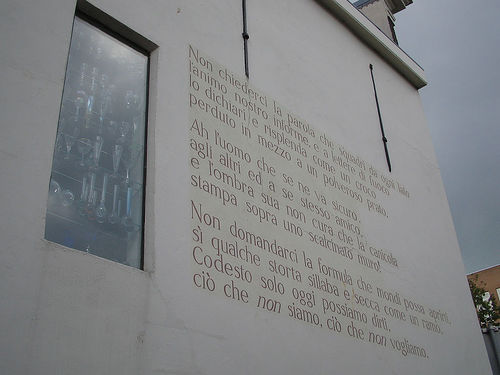 Non chiederci la parola che squadri da ogni lato
l'animo nostro informe, e a lettere di fuoco
lo dichiari e risplenda come un croco
perduto in mezzo a un polveroso prato.
Ah l'uomo che se ne va sicuro,
agli altri ed a se stesso amico,
e l'ombra sua non cura che la canicola
stampa sopra uno scalcinato muro!
Non domandarci la formula che mondi possa aprirti,
sì qualche storta sillaba e secca come un ramo.
Codesto solo oggi possiamo dirti,
ciò che non siamo, ciò che non vogliamo.